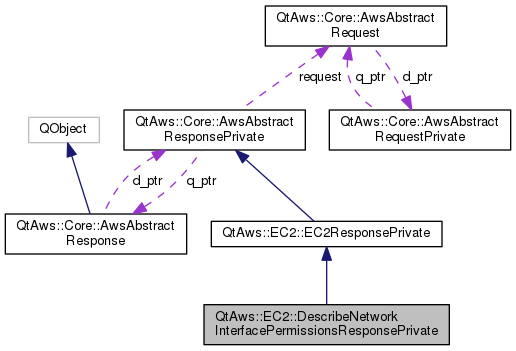 QtAws::Core::AwsAbstract
Request
request
q_ptr
d_ptr
QObject
QtAws::Core::AwsAbstract
ResponsePrivate
QtAws::Core::AwsAbstract
RequestPrivate
d_ptr
q_ptr
QtAws::Core::AwsAbstract
Response
QtAws::EC2::EC2ResponsePrivate
QtAws::EC2::DescribeNetwork
InterfacePermissionsResponsePrivate